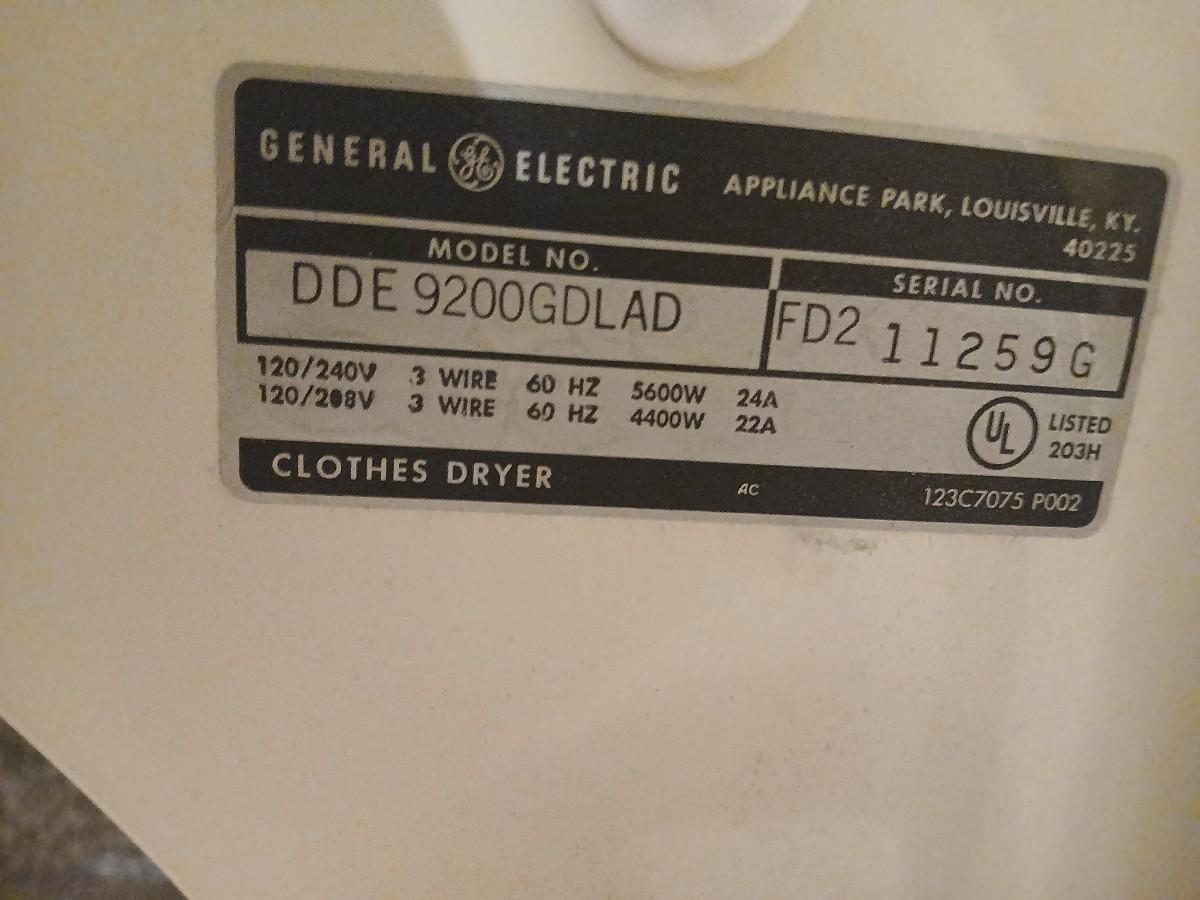 GENERAL GE ELECTRIC APPLIANCE PARK, LOUISVILLE, KY.
40225
MODEL NO. SERIAL NO.
DDE 9200GDLAD FD2 11259G
120/240V 3 WIRE 60 HZ 5600W 24A
120/208V 3 WIRE 60 HZ 4400W 22A
UL LISTED
203H
CLOTHES DRYER AC 123C7075 P002